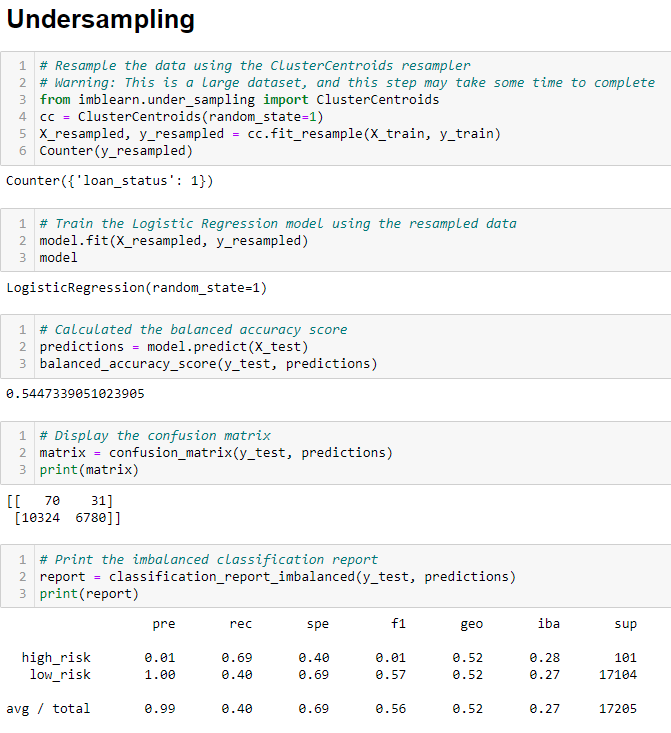 Undersampling
1 # Resample the data using the ClusterCentroids resampler
2 # Warning: This is a large dataset, and this step may take some time to complete
3 from imblearn.under_sampling import ClusterCentroids
4 cc = ClusterCentroids(random_state=1)
5 X_resampled, y_resampled = cc.fit_resample(X_train, y_train)
6 Counter(y_resampled)
Counter({'loan_status': 1})
1 # Train the Logistic Regression model using the resampled data
2 model.fit(X_resampled, y_resampled)
3 model
LogisticRegression(random_state=1)
1 # Calculated the balanced accuracy score
2 predictions = model.predict(X_test)
3 balanced_accuracy_score(y_test, predictions)
0.5447339051023905
1 # Display the confusion matrix
2 matrix = confusion_matrix(y_test, predictions)
3 print(matrix)
[[   70    31]
 [10324  6780]]
1 # Print the imbalanced classification report
2 report = classification_report_imbalanced(y_test, predictions)
3 print(report)
pre rec spe f1 geo iba sup
high_risk 0.01 0.69 0.40 0.01 0.52 0.28 101
low_risk 1.00 0.40 0.69 0.57 0.52 0.27 17104
avg / total 0.99 0.40 0.69 0.56 0.52 0.27 17205